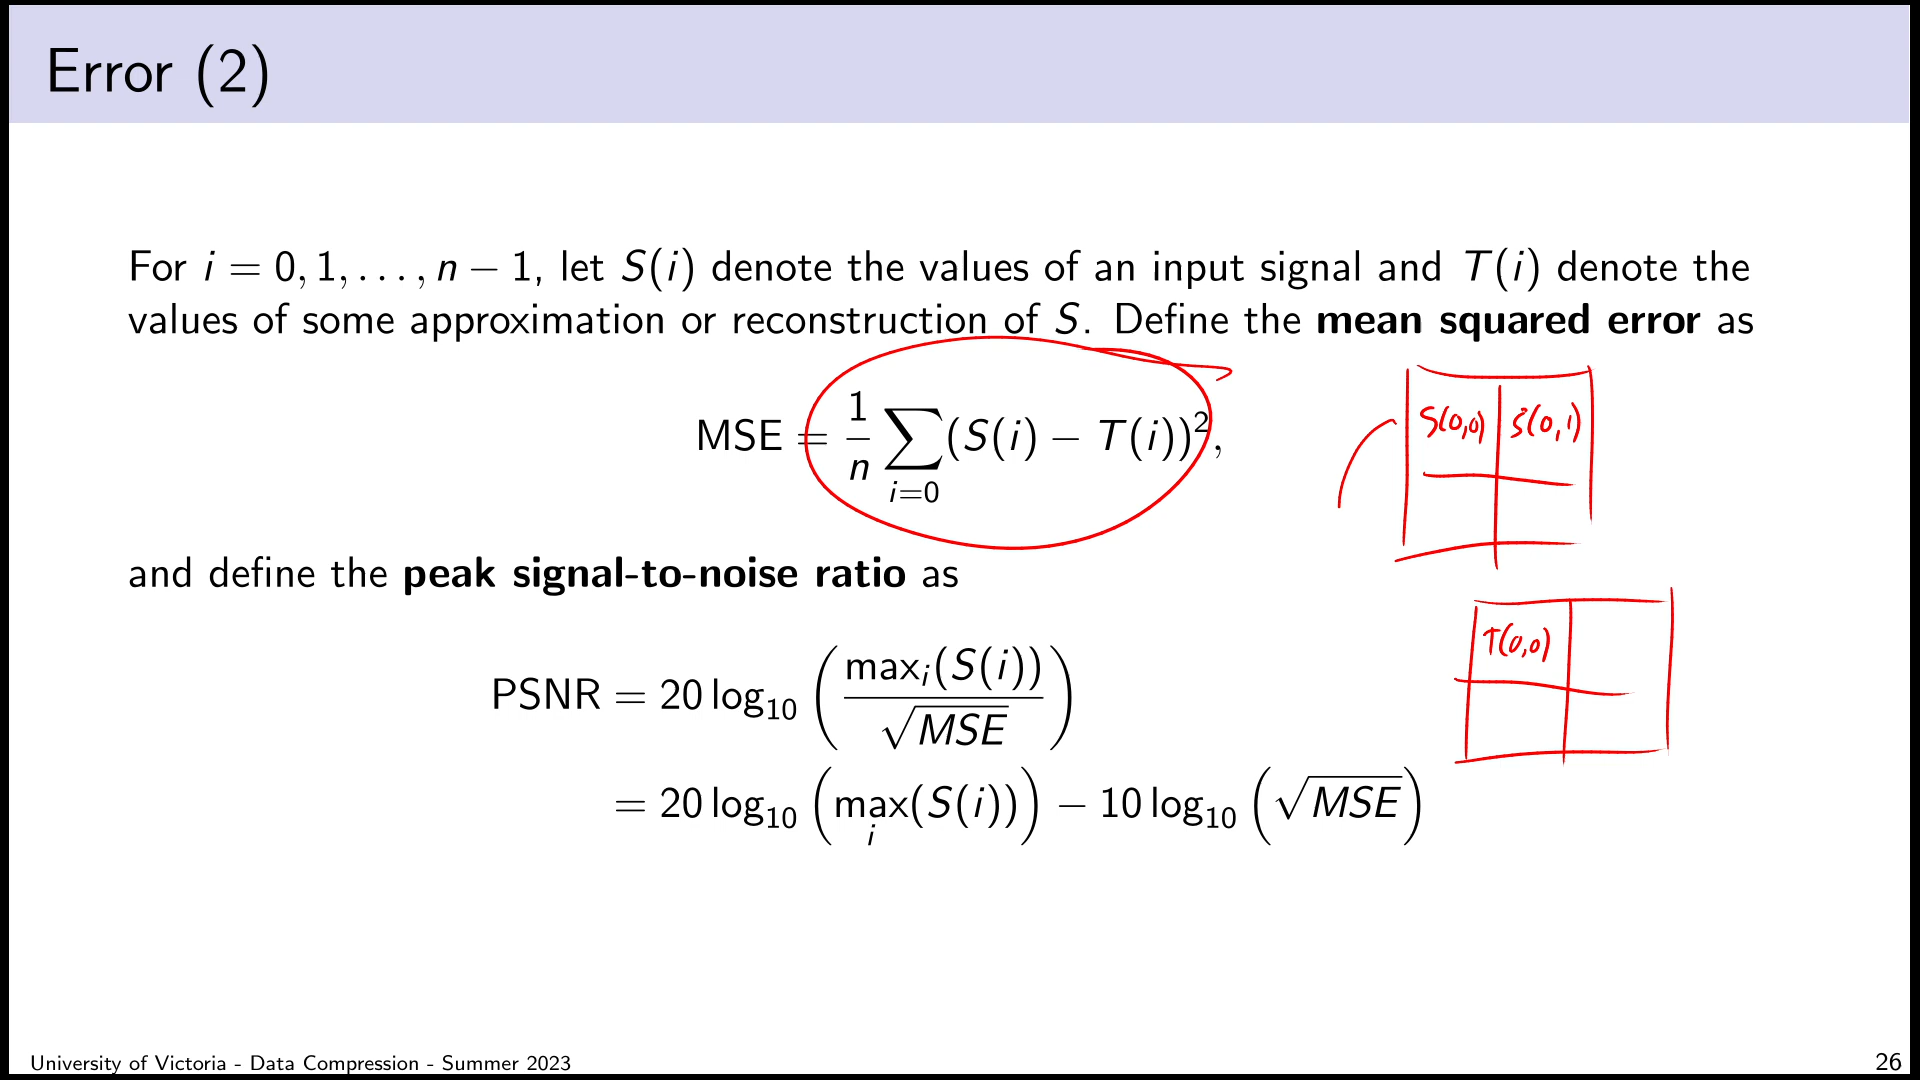 Error (2)
For i = 0, 1, . . . , n − 1, let S(i) denote the values of an input signal and T(i) denote the
values of some approximation or reconstruction of S. Define the mean squared error as
MSE = 1/n ∑_{i=0} (S(i) − T(i))²,
S(0,0) S(0,1)
and define the peak signal-to-noise ratio as
T(0,0)
PSNR = 20 log₁₀ (maxᵢ(S(i)) / √MSE)
= 20 log₁₀ (maxᵢ(S(i))) − 10 log₁₀ (√MSE)
University of Victoria - Data Compression - Summer 2023
26